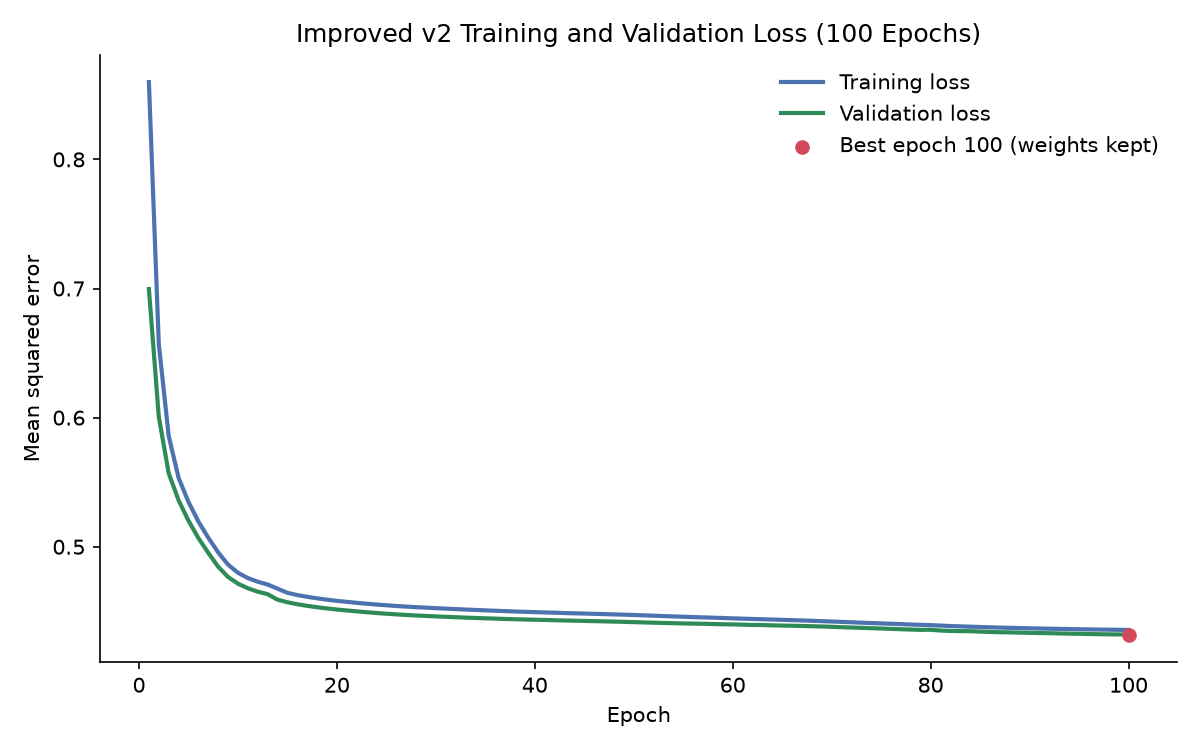 Improved v2 Training and Validation Loss (100 Epochs)
Training loss
Validation loss
Best epoch 100 (weights kept)
Mean squared error
0.8
0.7
0.6
0.5
0
20
40
60
80
100
Epoch